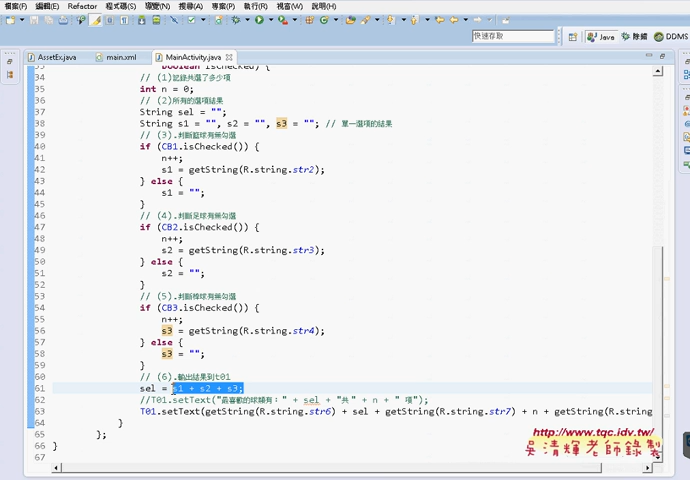 檔案(F) 編輯(E) Refactor 程式碼(S) 導覽(N) 搜尋(A) 專案(P) 執行(R) 視窗(W) 說明(H)
快速存取
Java 除錯 DDMS
AssetEx.java main.xml MainActivity.java
33 boolean isChecked) {
34 // (1)記錄共選了多少項
35 int n = 0;
36 // (2)所有的選項結果
37 String sel = "";
38 String s1 = "", s2 = "", s3 = ""; // 單一選項的結果
39 // (3).判斷籃球有無勾選
40 if (CB1.isChecked()) {
41 n++;
42 s1 = getString(R.string.str2);
43 } else {
44 s1 = "";
45 }
46 // (4).判斷足球有無勾選
47 if (CB2.isChecked()) {
48 n++;
49 s2 = getString(R.string.str3);
50 } else {
51 s2 = "";
52 }
53 // (5).判斷棒球有無勾選
54 if (CB3.isChecked()) {
55 n++;
56 s3 = getString(R.string.str4);
57 } else {
58 s3 = "";
59 }
60 // (6).輸出結果到t01
61 sel = s1 + s2 + s3;
62 //T01.setText("最喜歡的球類有：" + sel + "共" + n + " 項");
63 T01.setText(getString(R.string.str6) + sel + getString(R.string.str7) + n + getString(R.string
64 }
65 };
66 }
67
http://www.tqc.idv.tw/
吳清輝老師錄製